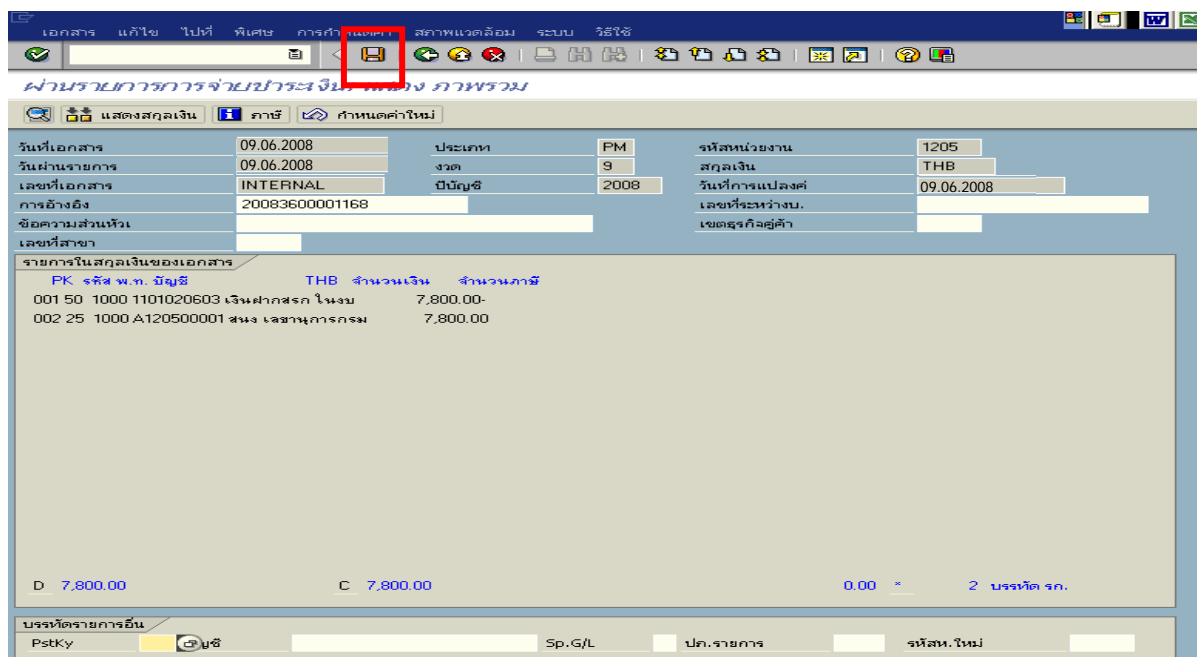 เอกสาร แก้ไข ไปที่ พิเศษ สภาพแวดล้อม ระบบ วิธีใช้
ผ่านรายการการจ่ายชำระเงิน: ภาพรวม
แสดงสกุลเงิน ภาษี กำหนดค่าใหม่
วันที่เอกสาร 09.06.2008 ประเภท PM รหัสหน่วยงาน 1205
วันผ่านรายการ 09.06.2008 งวด 9 สกุลเงิน THB
เลขที่เอกสาร INTERNAL ปีบัญชี 2008 วันที่การแปลงค่ 09.06.2008
การอ้างอิง 20083600001168 เลขที่ระหว่างบ.
ข้อความส่วนหัวเ เขตธุรกิจคู่ค้า
เลขที่สาขา
รายการในสกุลเงินของเอกสาร
PK รหัส พ.ท. บัญชี THB จำนวนเงิน จำนวนภาษี
001 50 1000 1101020603 เงินฝากสรก ในงบ 7,800.00-
002 25 1000 A120500001 สนง เลขานุการกรม 7,800.00
D 7,800.00 C 7,800.00 0.00 * 2 บรรทัด รก.
บรรทัดรายการอื่น
PstKy ัญชี Sp.G/L ปภ.รายการ รหัสห.ใหม่